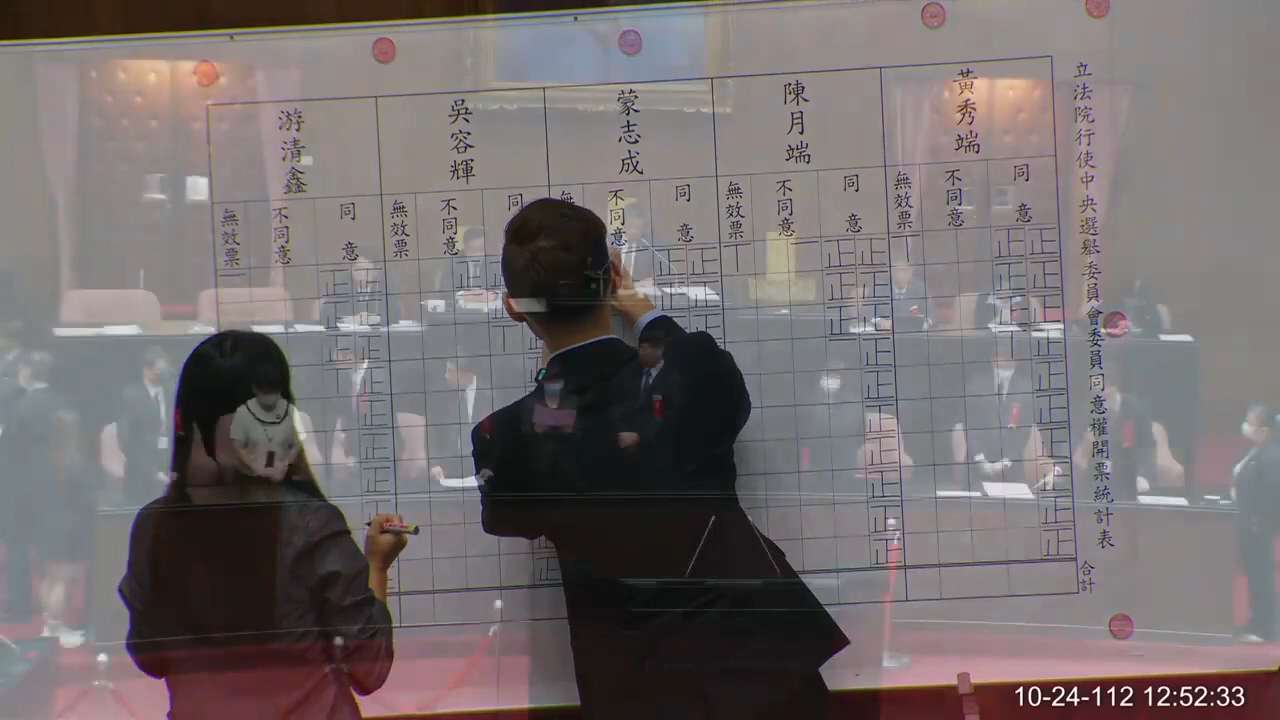 立法院行使中央選舉委員會委員同意權開票統計表
合計
黃秀端
同意
不同意
無效票
陳月端
同意
不同意
無效票
蒙志成
同意
不同意
吳容輝
同
不同意
無效票
游清鑫
同意
不同意
無效票
10-24-112 12:52:33